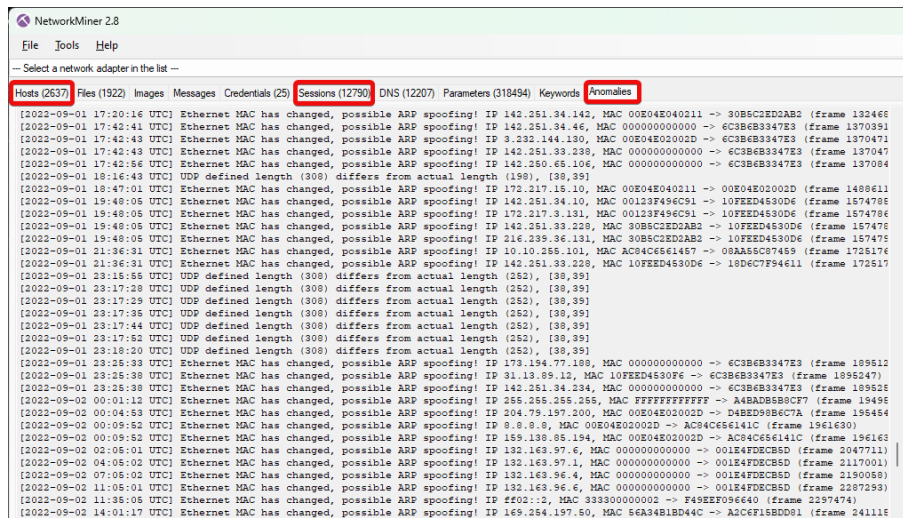 NetworkMiner 2.8
File Tools Help
--- Select a network adapter in the list ---
Hosts (2637) Files (1922) Images Messages Credentials (25) Sessions (12790) DNS (12207) Parameters (318494) Keywords Anomalies
[2022-09-01 17:20:16 UTC] Ethernet MAC has changed, possible ARP spoofing! IP 142.251.34.142, MAC 00E04E040211 -> 30B5C2ED2AB2 (frame 132468
[2022-09-01 17:42:41 UTC] Ethernet MAC has changed, possible ARP spoofing! IP 142.251.34.46, MAC 000000000000 -> 6C3B6B3347E3 (frame 1370391
[2022-09-01 17:42:43 UTC] Ethernet MAC has changed, possible ARP spoofing! IP 3.232.144.130, MAC 00E04E02002D -> 6C3B6B3347E3 (frame 1370471
[2022-09-01 17:42:43 UTC] Ethernet MAC has changed, possible ARP spoofing! IP 142.251.33.238, MAC 000000000000 -> 6C3B6B3347E3 (frame 137047
[2022-09-01 17:42:56 UTC] Ethernet MAC has changed, possible ARP spoofing! IP 142.250.65.106, MAC 000000000000 -> 6C3B6B3347E3 (frame 137084
[2022-09-01 18:16:43 UTC] UDP defined length (308) differs from actual length (198), [38,39]
[2022-09-01 18:47:01 UTC] Ethernet MAC has changed, possible ARP spoofing! IP 172.217.15.10, MAC 00E04E040211 -> 00E04E02002D (frame 1488611
[2022-09-01 19:48:05 UTC] Ethernet MAC has changed, possible ARP spoofing! IP 142.251.34.10, MAC 00123F496C91 -> 10FEED4530D6 (frame 1574785
[2022-09-01 19:48:05 UTC] Ethernet MAC has changed, possible ARP spoofing! IP 172.217.3.131, MAC 00123F496C91 -> 10FEED4530D6 (frame 1574786
[2022-09-01 19:48:05 UTC] Ethernet MAC has changed, possible ARP spoofing! IP 142.251.33.228, MAC 30B5C2ED2AB2 -> 10FEED4530D6 (frame 157478
[2022-09-01 19:48:05 UTC] Ethernet MAC has changed, possible ARP spoofing! IP 216.239.36.131, MAC 30B5C2ED2AB2 -> 10FEED4530D6 (frame 157479
[2022-09-01 21:36:31 UTC] Ethernet MAC has changed, possible ARP spoofing! IP 10.10.255.101, MAC AC84C6561457 -> 08AA55C87459 (frame 1725176
[2022-09-01 21:36:31 UTC] Ethernet MAC has changed, possible ARP spoofing! IP 142.251.33.228, MAC 10FEED4530D6 -> 18D6C7F94611 (frame 172517
[2022-09-01 23:15:55 UTC] UDP defined length (308) differs from actual length (252), [38,39]
[2022-09-01 23:17:28 UTC] UDP defined length (308) differs from actual length (252), [38,39]
[2022-09-01 23:17:29 UTC] UDP defined length (308) differs from actual length (252), [38,39]
[2022-09-01 23:17:35 UTC] UDP defined length (308) differs from actual length (252), [38,39]
[2022-09-01 23:17:44 UTC] UDP defined length (308) differs from actual length (252), [38,39]
[2022-09-01 23:17:52 UTC] UDP defined length (308) differs from actual length (252), [38,39]
[2022-09-01 23:18:20 UTC] UDP defined length (308) differs from actual length (252), [38,39]
[2022-09-01 23:25:33 UTC] Ethernet MAC has changed, possible ARP spoofing! IP 173.194.77.188, MAC 000000000000 -> 6C3B6B3347E3 (frame 189512
[2022-09-01 23:25:38 UTC] Ethernet MAC has changed, possible ARP spoofing! IP 31.13.89.12, MAC 10FEED4530F6 -> 6C3B6B3347E3 (frame 1895247)
[2022-09-01 23:25:38 UTC] Ethernet MAC has changed, possible ARP spoofing! IP 142.251.34.234, MAC 000000000000 -> 6C3B6B3347E3 (frame 189525
[2022-09-02 00:01:12 UTC] Ethernet MAC has changed, possible ARP spoofing! IP 255.255.255.255, MAC FFFFFFFFFFFF -> A4BADB5B8CF7 (frame 19495
[2022-09-02 00:04:53 UTC] Ethernet MAC has changed, possible ARP spoofing! IP 204.79.197.200, MAC 00E04E02002D -> D4BED98B6C7A (frame 195454
[2022-09-02 00:09:52 UTC] Ethernet MAC has changed, possible ARP spoofing! IP 8.8.8.8, MAC 00E04E02002D -> AC84C656141C (frame 1961630)
[2022-09-02 00:09:52 UTC] Ethernet MAC has changed, possible ARP spoofing! IP 159.138.85.194, MAC 00E04E02002D -> AC84C656141C (frame 196163
[2022-09-02 02:05:01 UTC] Ethernet MAC has changed, possible ARP spoofing! IP 132.163.97.6, MAC 000000000000 -> 001E4FDECB5D (frame 2047711)
[2022-09-02 04:05:02 UTC] Ethernet MAC has changed, possible ARP spoofing! IP 132.163.97.1, MAC 000000000000 -> 001E4FDECB5D (frame 2117001)
[2022-09-02 07:05:02 UTC] Ethernet MAC has changed, possible ARP spoofing! IP 132.163.97.4, MAC 000000000000 -> 001E4FDECB5D (frame 2190058)
[2022-09-02 11:05:01 UTC] Ethernet MAC has changed, possible ARP spoofing! IP 132.163.96.6, MAC 000000000000 -> 001E4FDECB5D (frame 2287293)
[2022-09-02 11:35:05 UTC] Ethernet MAC has changed, possible ARP spoofing! IP ff02::2, MAC 333300000002 -> F49EEF096640 (frame 2297474)
[2022-09-02 14:01:17 UTC] Ethernet MAC has changed, possible ARP spoofing! IP 169.254.197.50, MAC 56A34B1BD44C -> A2C6F15BDD81 (frame 241115